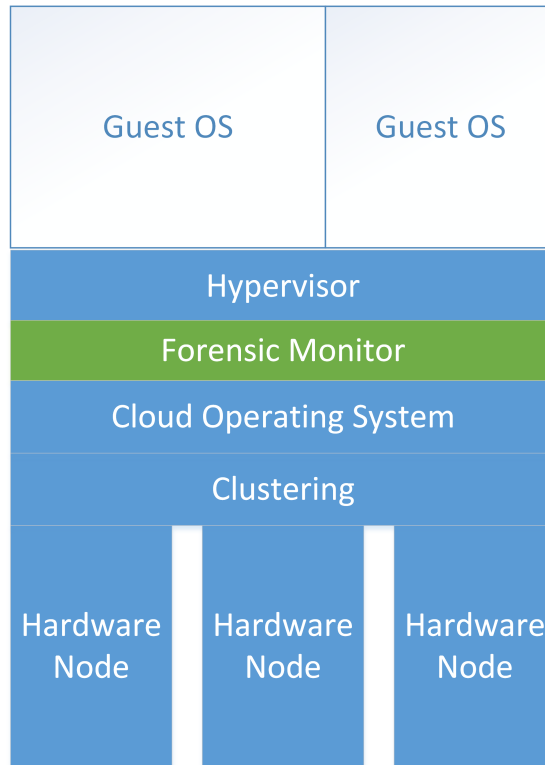 Guest OS
Guest OS
Hypervisor
Forensic Monitor
Cloud Operating System
Clustering
Hardware
Node
Hardware
Node
Hardware
Node